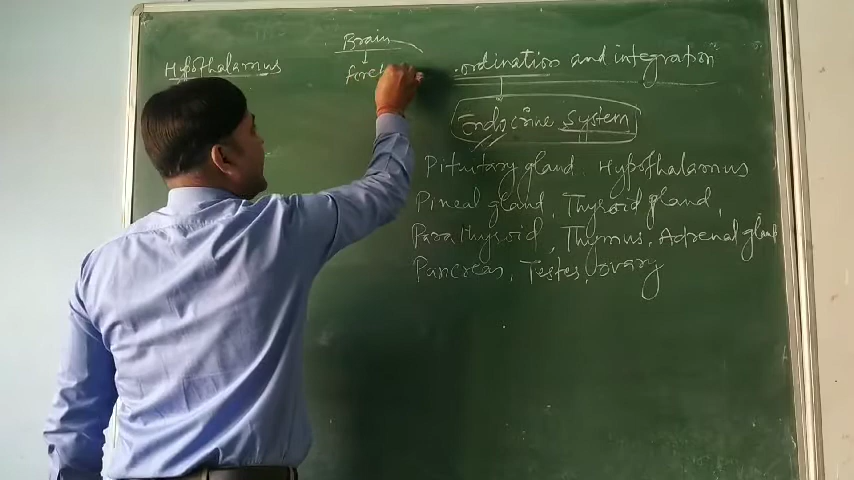 Brain
Hypothalamus
fore
ordination and integration
Endocrine System
Pituitary gland. Hypothalamus
Pineal gland, Thyroid gland,
Parathyroid, Thymus, Adrenal gland
Pancreas, Testes, ovary